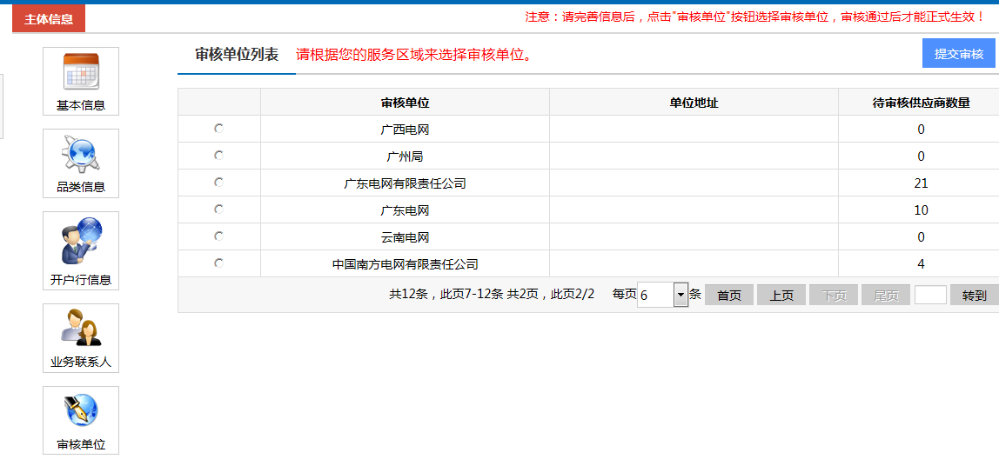 主体信息
注意：请完善信息后，点击"审核单位"按钮选择审核单位，审核通过后才能正式生效！
基本信息
品类信息
开户行信息
业务联系人
审核单位
审核单位列表 请根据您的服务区域来选择审核单位。
提交审核
审核单位 单位地址 待审核供应商数量
广西电网 0
广州局 0
广东电网有限责任公司 21
广东电网 10
云南电网 0
中国南方电网有限责任公司 4
共12条，此页7-12条 共2页，此页2/2 每页 6 条 首页 上页 下页 尾页 转到